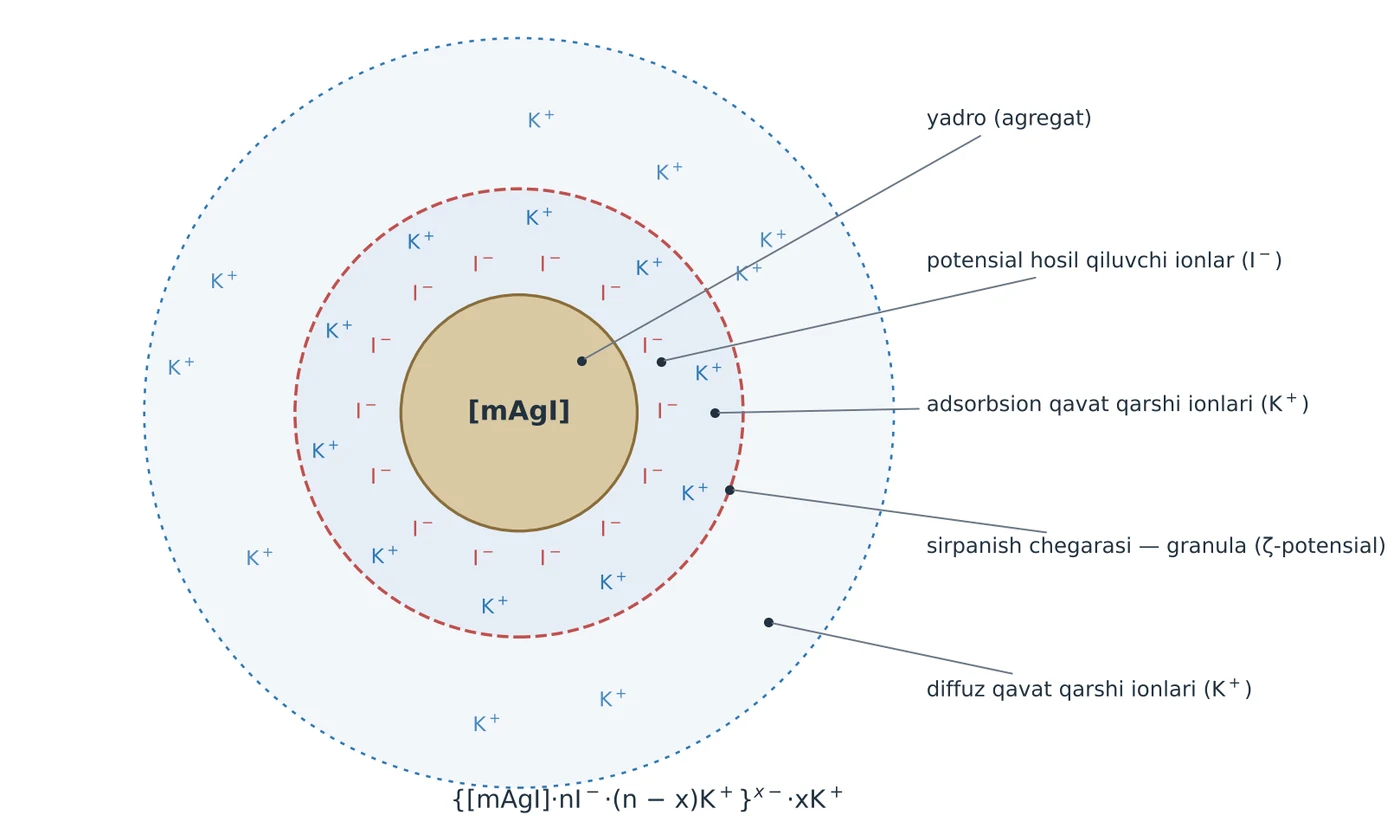 K⁺
yadro (agregat)
K⁺
K⁺
K⁺
K⁺
K⁺
potensial hosil qiluvchi ionlar (I⁻)
I⁻ I⁻
K⁺
K⁺
K⁺
I⁻ I⁻
K⁺
I⁻ I⁻
K⁺
K⁺
adsorbsion qavat qarshi ionlari (K⁺)
I⁻ [mAgI] I⁻
K⁺
I⁻ I⁻
K⁺
I⁻ I⁻
sirpanish chegarasi — granula (ζ-potensial)
K⁺
K⁺
I⁻ I⁻
K⁺
K⁺
diffuz qavat qarshi ionlari (K⁺)
K⁺
K⁺
{[mAgI]·nI⁻·(n − x)K⁺}ˣ⁻·xK⁺